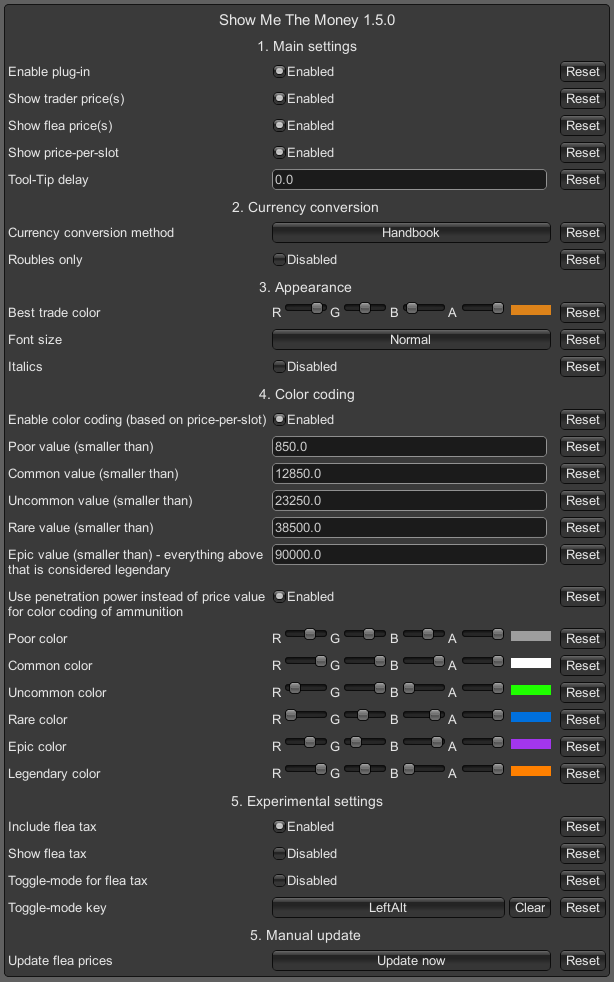 Show Me The Money 1.5.0
1. Main settings
Enable plug-in Enabled Reset
Show trader price(s) Enabled Reset
Show flea price(s) Enabled Reset
Show price-per-slot Enabled Reset
Tool-Tip delay 0.0 Reset
2. Currency conversion
Currency conversion method Handbook Reset
Roubles only Disabled Reset
3. Appearance
Best trade color R G B A Reset
Font size Normal Reset
Italics Disabled Reset
4. Color coding
Enable color coding (based on price-per-slot) Enabled Reset
Poor value (smaller than) 850.0 Reset
Common value (smaller than) 12850.0 Reset
Uncommon value (smaller than) 23250.0 Reset
Rare value (smaller than) 38500.0 Reset
Epic value (smaller than) - everything above 90000.0 Reset
that is considered legendary
Use penetration power instead of price value Enabled Reset
for color coding of ammunition
Poor color R G B A Reset
Common color R G B A Reset
Uncommon color R G B A Reset
Rare color R G B A Reset
Epic color R G B A Reset
Legendary color R G B A Reset
5. Experimental settings
Include flea tax Enabled Reset
Show flea tax Disabled Reset
Toggle-mode for flea tax Disabled Reset
Toggle-mode key LeftAlt Clear Reset
5. Manual update
Update flea prices Update now Reset